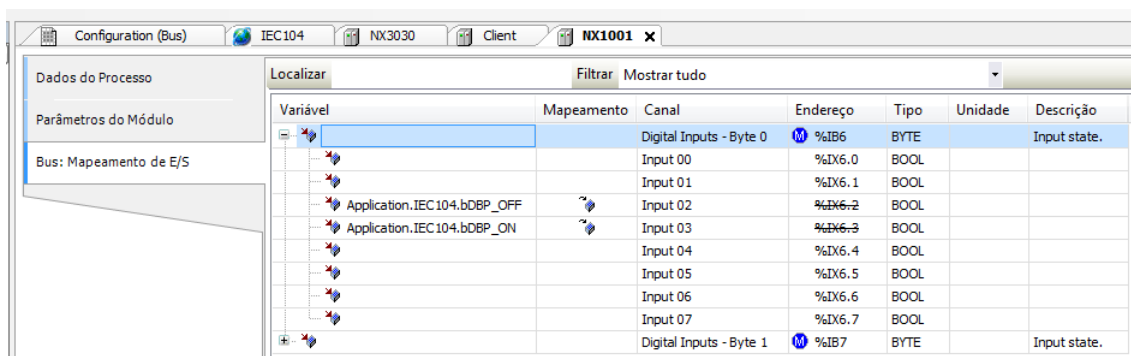 Configuration (Bus) IEC104 NX3030 Client NX1001 x
Dados do Processo
Parâmetros do Módulo
Bus: Mapeamento de E/S
Localizar Filtrar Mostrar tudo
Variável Mapeamento Canal Endereço Tipo Unidade Descrição
Digital Inputs - Byte 0 M %IB6 BYTE Input state.
Input 00 %IX6.0 BOOL
Input 01 %IX6.1 BOOL
Application.IEC104.bDBP_OFF Input 02 %IX6.2 BOOL
Application.IEC104.bDBP_ON Input 03 %IX6.3 BOOL
Input 04 %IX6.4 BOOL
Input 05 %IX6.5 BOOL
Input 06 %IX6.6 BOOL
Input 07 %IX6.7 BOOL
Digital Inputs - Byte 1 M %IB7 BYTE Input state.